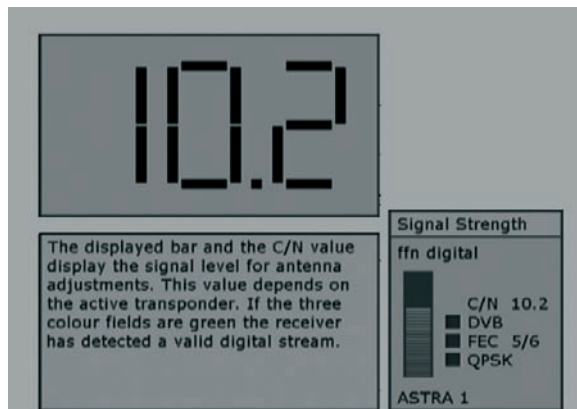 10.2
The displayed bar and the C/N value
display the signal level for antenna
adjustments. This value depends on
the active transponder. If the three
colour fields are green the receiver
has detected a valid digital stream.
Signal Strength
ffn digital
C/N 10.2
DVB
FEC 5/6
QPSK
ASTRA 1